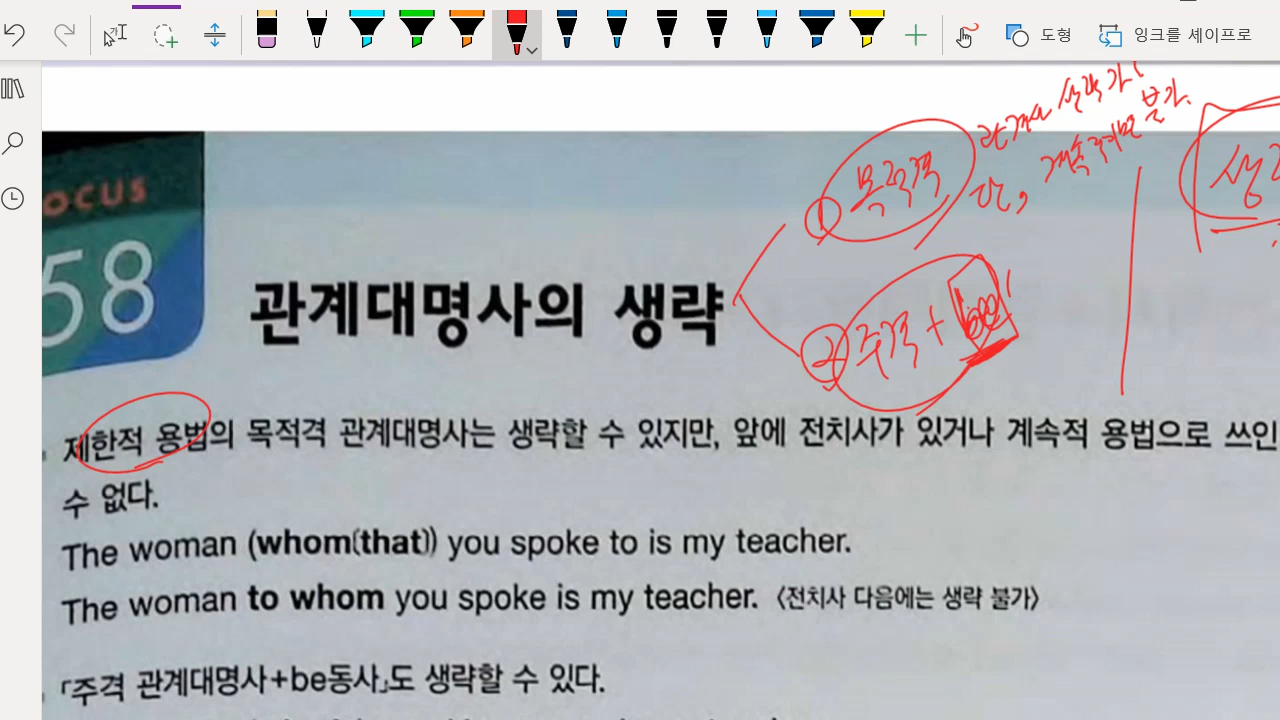 도형
잉크를 셰이프로
관계대 생략 가!
단, 계속적이면 불가.
① 목적격
② 주격 + be!
생략
OCUS
58
관계대명사의 생략
제한적 용법의 목적격 관계대명사는 생략할 수 있지만, 앞에 전치사가 있거나 계속적 용법으로 쓰인
수 없다.
The woman (whom(that)) you spoke to is my teacher.
The woman to whom you spoke is my teacher. 〈전치사 다음에는 생략 불가〉
「주격 관계대명사+be동사」도 생략할 수 있다.